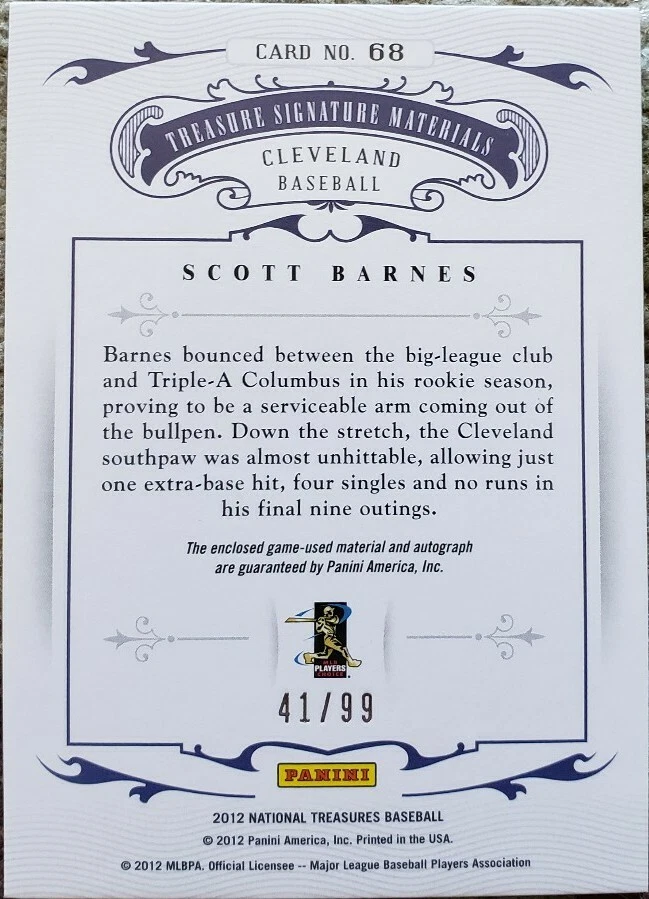 CARD NO. 68
TREASURE SIGNATURE MATERIALS
CLEVELAND
BASEBALL
SCOTT BARNES
Barnes bounced between the big-league club
and Triple-A Columbus in his rookie season,
proving to be a serviceable arm coming out of
the bullpen. Down the stretch, the Cleveland
southpaw was almost unhittable, allowing just
one extra-base hit, four singles and no runs in
his final nine outings.
The enclosed game-used material and autograph
are guaranteed by Panini America, Inc.
MLB
PLAYERS
CHOICE
41/99
PANINI
2012 NATIONAL TREASURES BASEBALL
© 2012 Panini America, Inc. Printed in the USA.
© 2012 MLBPA. Official Licensee -- Major League Baseball Players Association